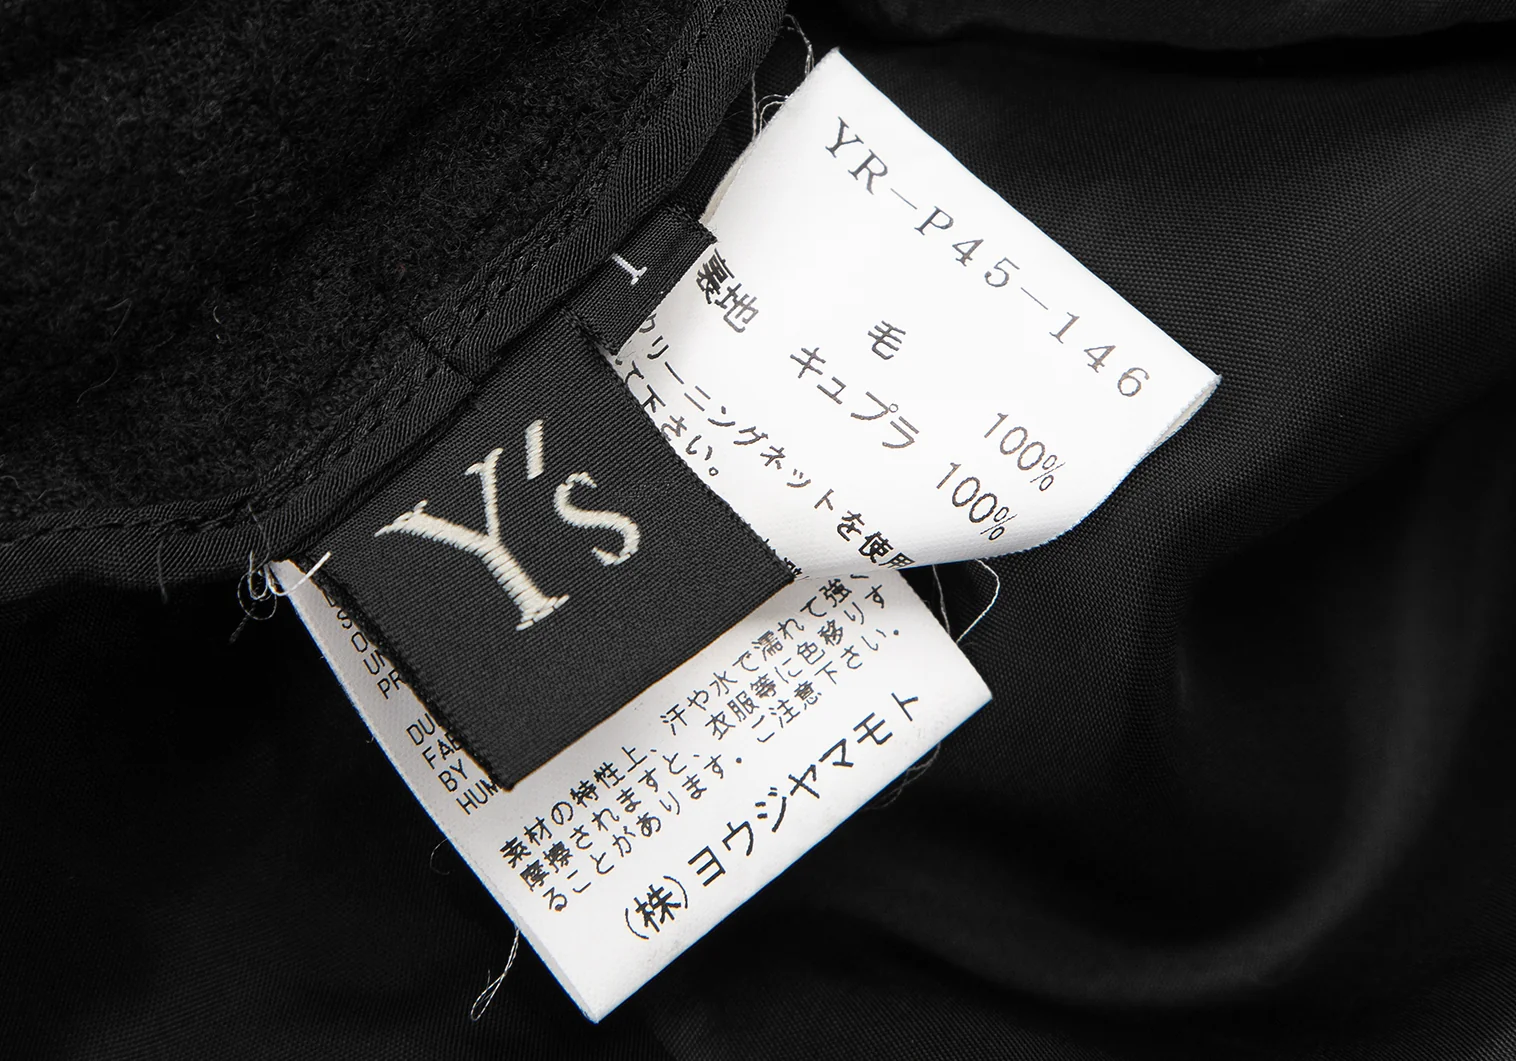 YR-P45-146
毛 100%
裏地 キュプラ 100%
クリーニングネットを使用
て下さい。
1
Y's
DU
BY
HUM
素材の特性上、汗や水で濡れて強く
摩擦されますと、衣服等に色移りす
ることがあります。ご注意下さい。
(株)ヨウジヤマモト